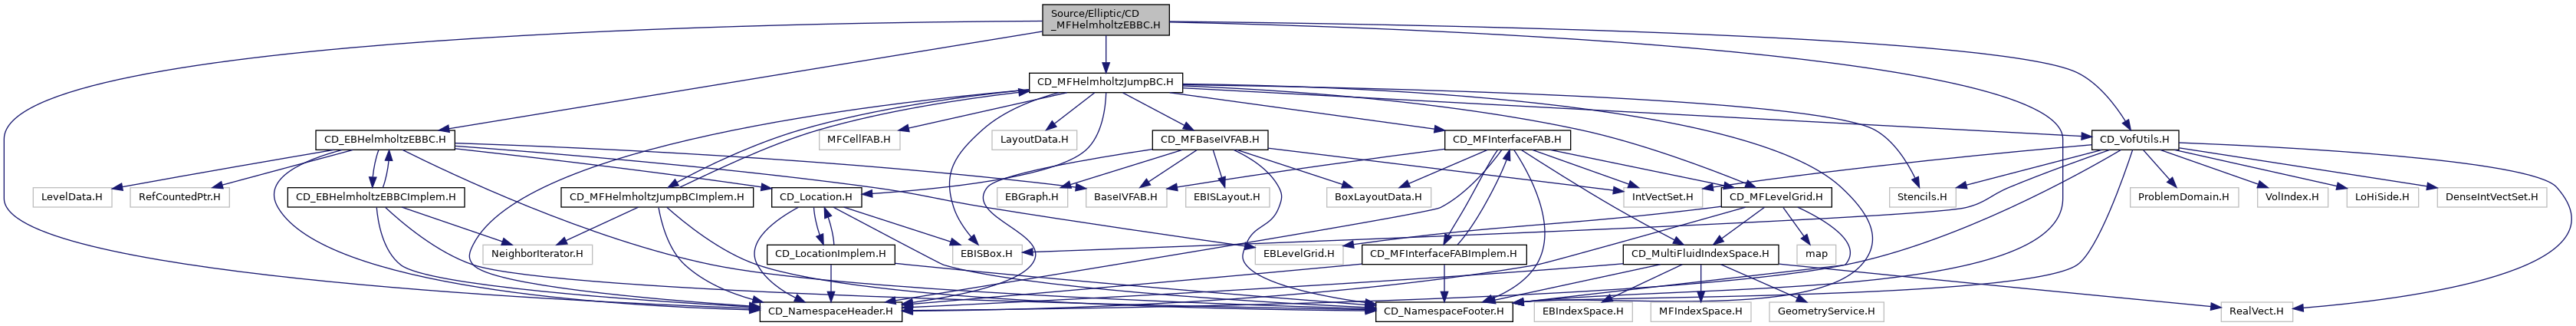 Source/Elliptic/CD
_MFHelmholtzEBBC.H
CD_MFHelmholtzJumpBC.H
CD_EBHelmholtzEBBC.H
MFCellFAB.H
LayoutData.H
CD_MFBaseIVFAB.H
CD_MFInterfaceFAB.H
CD_VofUtils.H
LevelData.H
RefCountedPtr.H
CD_EBHelmholtzEBBCImplem.H
CD_MFHelmholtzJumpBCImplem.H
CD_Location.H
EBGraph.H
BaseIVFAB.H
EBISLayout.H
BoxLayoutData.H
IntVectSet.H
CD_MFLevelGrid.H
Stencils.H
ProblemDomain.H
VolIndex.H
LoHiSide.H
DenseIntVectSet.H
NeighborIterator.H
CD_LocationImplem.H
EBISBox.H
EBLevelGrid.H
CD_MFInterfaceFABImplem.H
CD_MultiFluidIndexSpace.H
map
CD_NamespaceHeader.H
CD_NamespaceFooter.H
EBIndexSpace.H
MFIndexSpace.H
GeometryService.H
RealVect.H